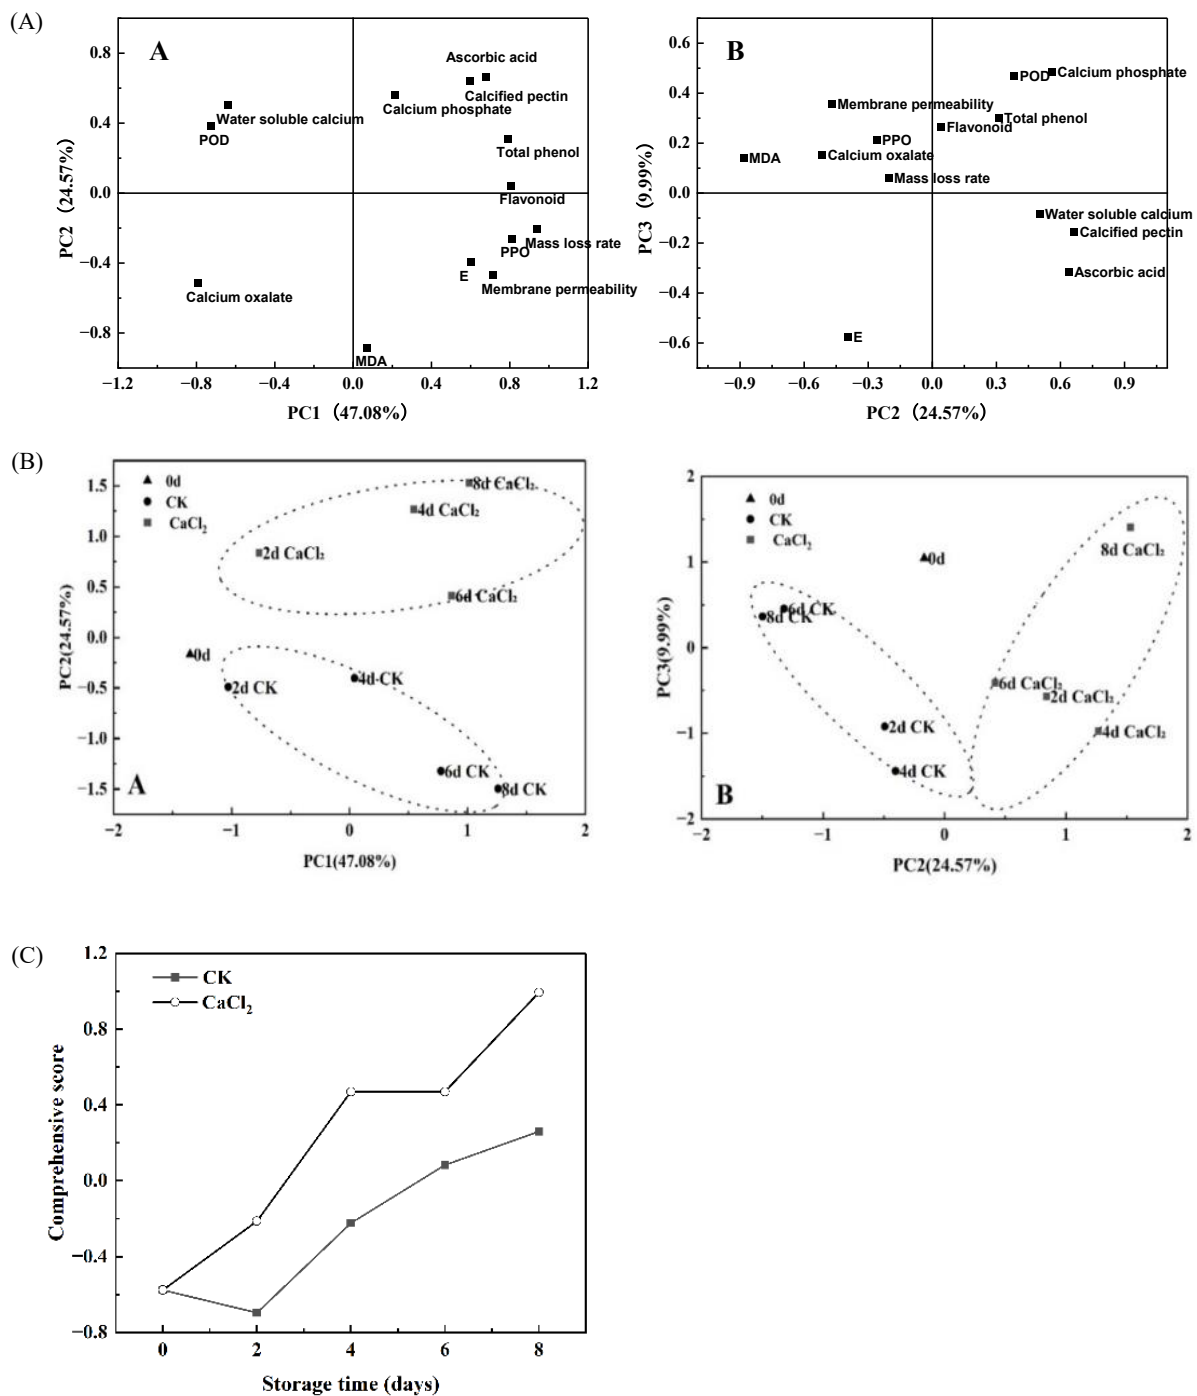 (A)
A
0.8
0.4
0.0
−0.4
−0.8
PC2 (24.57%)
Ascorbic acid
Calcified pectin
Calcium phosphate
Water soluble calcium
POD
Total phenol
Flavonoid
Mass loss rate
PPO
E
Membrane permeability
Calcium oxalate
MDA
−1.2
−0.8
−0.4
0.0
0.4
0.8
1.2
PC1 (47.08%)
B
0.6
0.4
0.2
0.0
−0.2
−0.4
−0.6
PC3 (9.99%)
POD
Calcium phosphate
Membrane permeability
Total phenol
Flavonoid
PPO
Calcium oxalate
MDA
Mass loss rate
Water soluble calcium
Calcified pectin
Ascorbic acid
E
−0.9
−0.6
−0.3
0.0
0.3
0.6
0.9
PC2 (24.57%)
(B)
1.5
1.0
0.5
0.0
−0.5
−1.0
−1.5
PC2(24.57%)
0d
CK
CaCl₂
8d CaCl₂
4d CaCl₂
2d CaCl₂
6d CaCl₂
0d
2d CK
4d CK
6d CK
8d CK
A
−2
−1
0
1
2
PC1(47.08%)
2
1
0
−1
−2
PC3(9.99%)
0d
CK
CaCl₂
8d CaCl₂
0d
6d CK
8d CK
6d CaCl₂
2d CaCl₂
2d CK
4d CaCl₂
4d CK
B
−2
−1
0
1
2
PC2(24.57%)
(C)
1.2
0.8
0.4
0.0
−0.4
−0.8
Comprehensive score
CK
CaCl₂
0
2
4
6
8
Storage time (days)